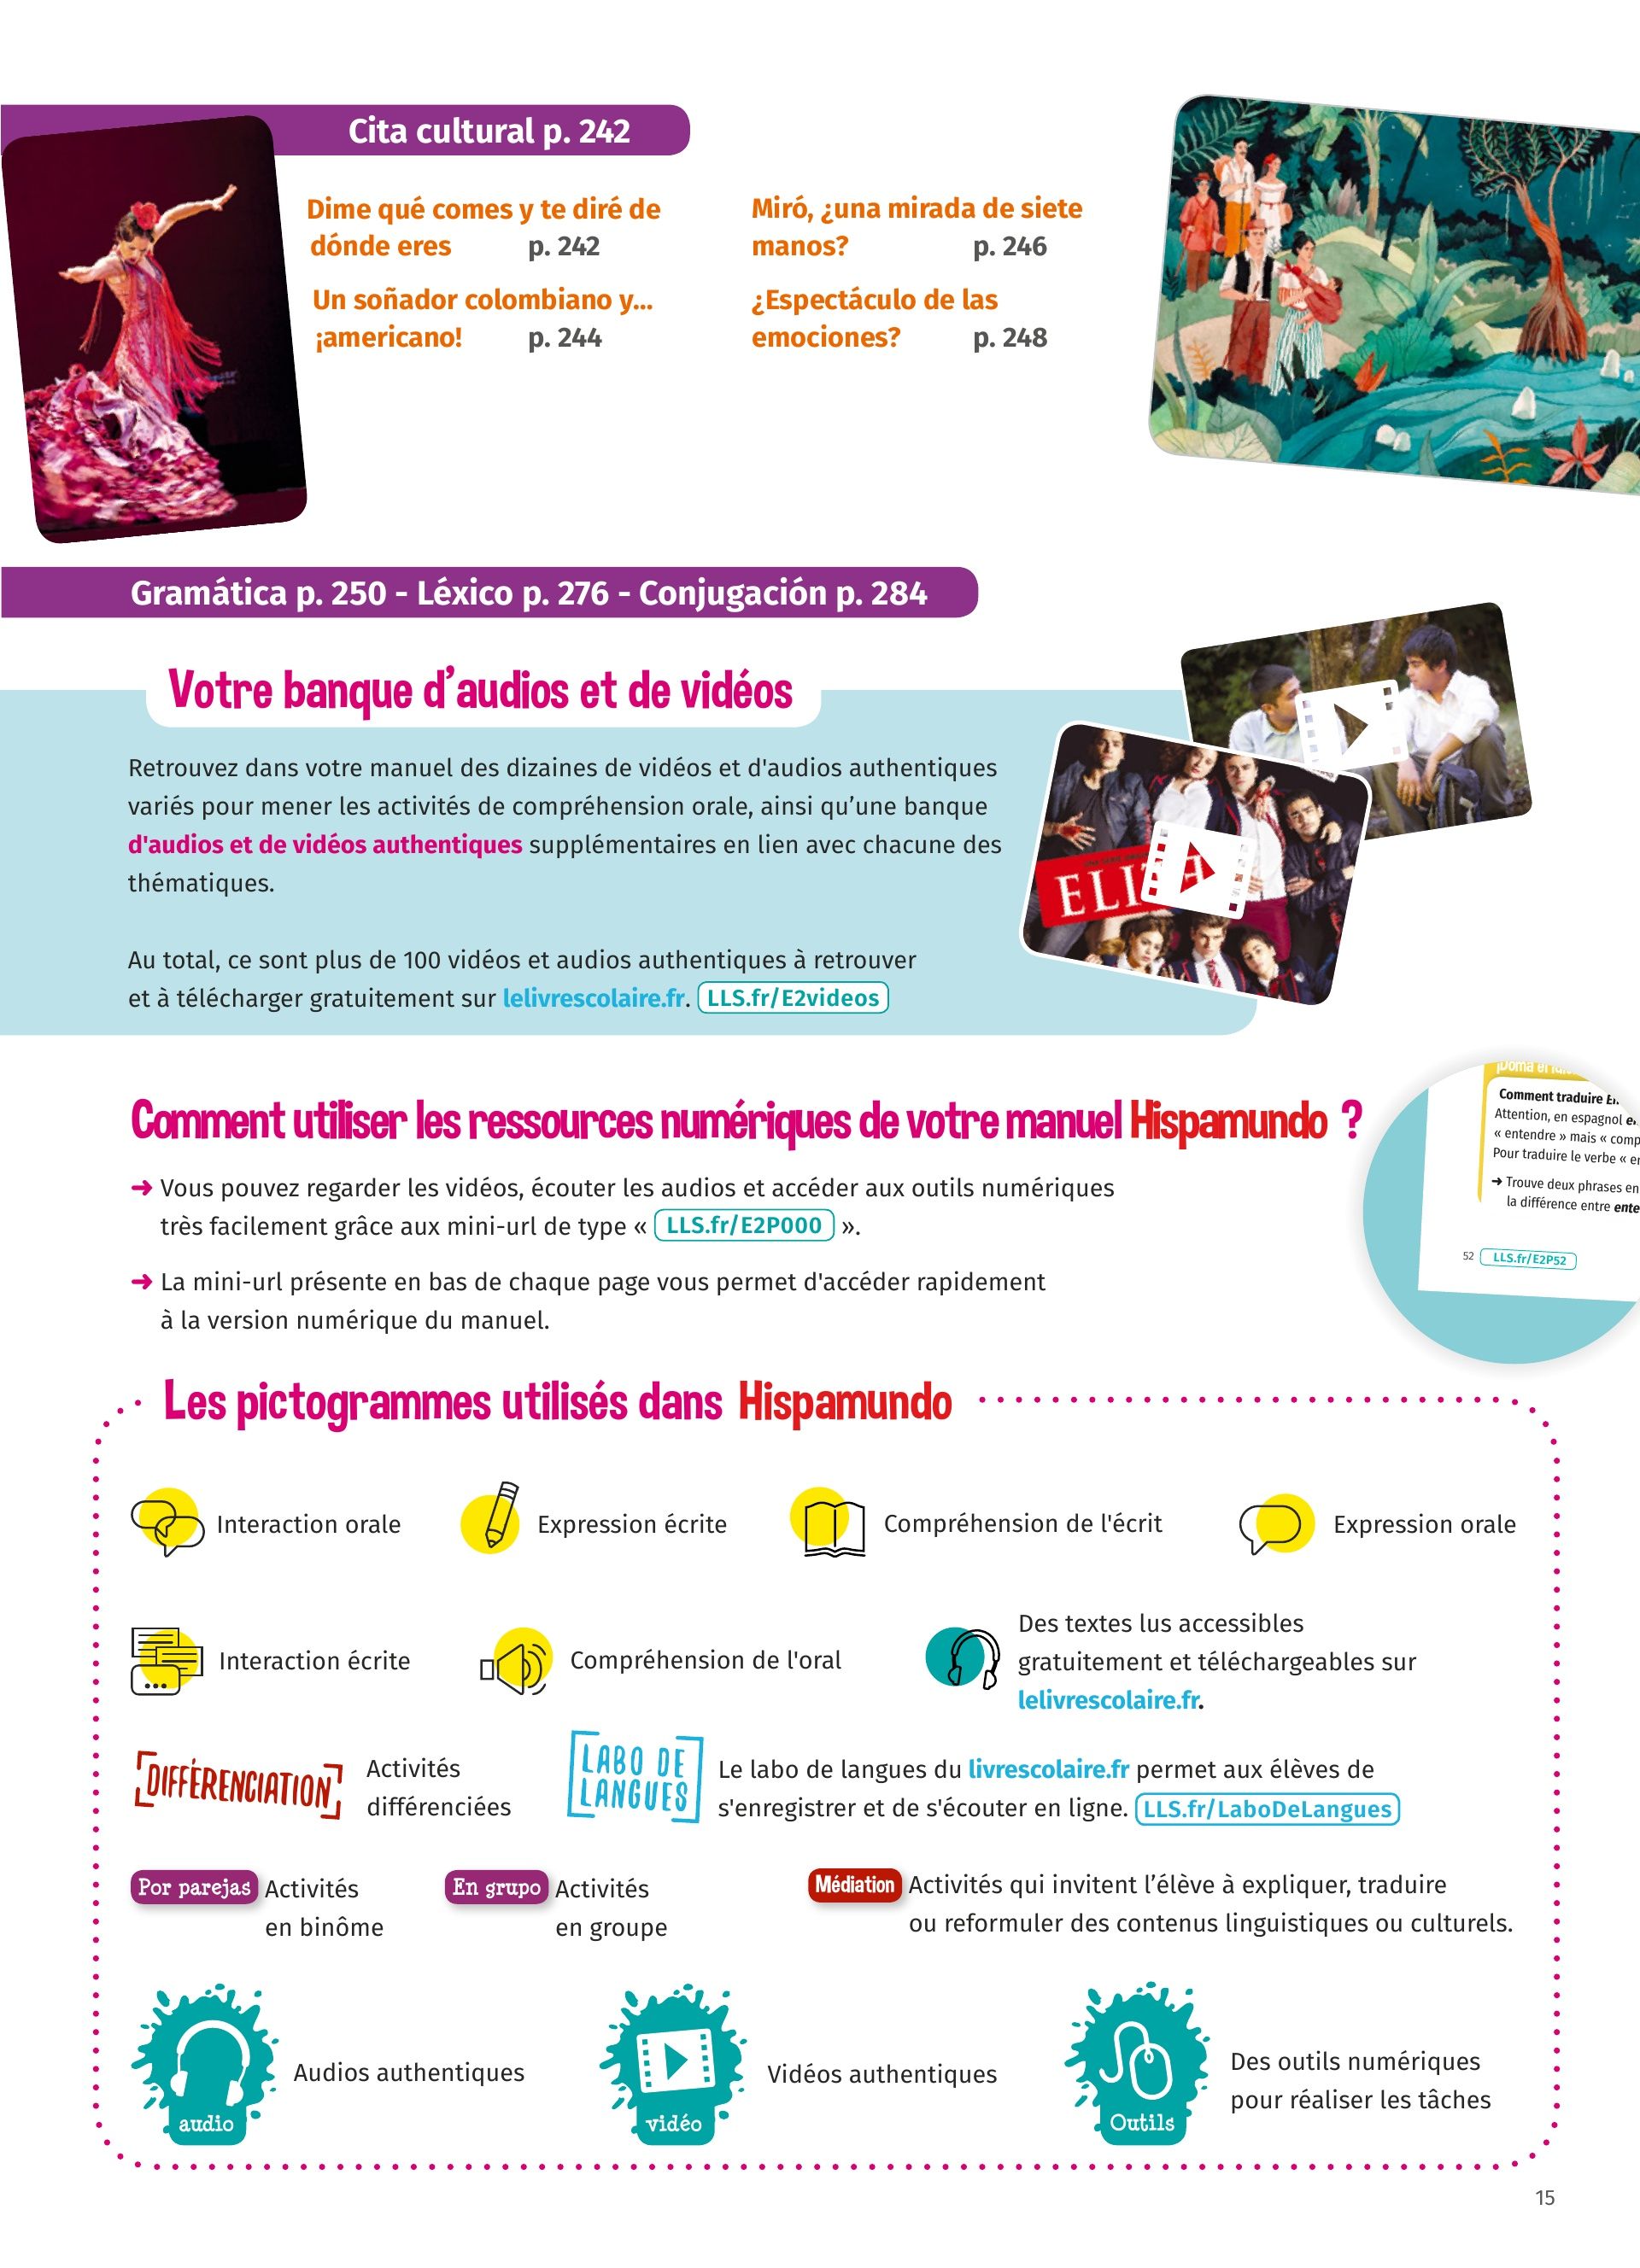 Cita cultural p. 242
Dime qué comes y te diré de
dónde eres p. 242
Un soñador colombiano y...
¡americano! p. 244
Miró, ¿una mirada de siete
manos? p. 246
¿Espectáculo de las
emociones? p. 248
Gramática p. 250 - Léxico p. 276 - Conjugación p. 284
Votre banque d’audios et de vidéos
Retrouvez dans votre manuel des dizaines de vidéos et d'audios authentiques
variés pour mener les activités de compréhension orale, ainsi qu’une banque
d'audios et de vidéos authentiques supplémentaires en lien avec chacune des
thématiques.
Au total, ce sont plus de 100 vidéos et audios authentiques à retrouver
et à télécharger gratuitement sur lelivrescolaire.fr. LLS.fr/E2videos
Comment utiliser les ressources numériques de votre manuel Hispamundo ?
➜ Vous pouvez regarder les vidéos, écouter les audios et accéder aux outils numériques
très facilement grâce aux mini-url de type « LLS.fr/E2P000 ».
➜ La mini-url présente en bas de chaque page vous permet d'accéder rapidement
à la version numérique du manuel.
Comment traduire
Attention, en espagnol
« entendre » mais «
Pour traduire le verbe «
➜ Trouve deux phrases en
la différence entre
52 LLS.fr/E2P52
Les pictogrammes utilisés dans Hispamundo
Interaction orale
Expression écrite
Compréhension de l'écrit
Expression orale
Interaction écrite
Compréhension de l'oral
Des textes lus accessibles
gratuitement et téléchargeables sur
lelivrescolaire.fr.
DIFFÉRENCIATION
Activités
différenciées
LABO DE
LANGUES
Le labo de langues du livrescolaire.fr permet aux élèves de
s'enregistrer et de s'écouter en ligne. LLS.fr/LaboDeLangues
Por parejas Activités
en binôme
En grupo Activités
en groupe
Médiation Activités qui invitent l’élève à expliquer, traduire
ou reformuler des contenus linguistiques ou culturels.
audio
Audios authentiques
vidéo
Vidéos authentiques
Outils
Des outils numériques
pour réaliser les tâches
15